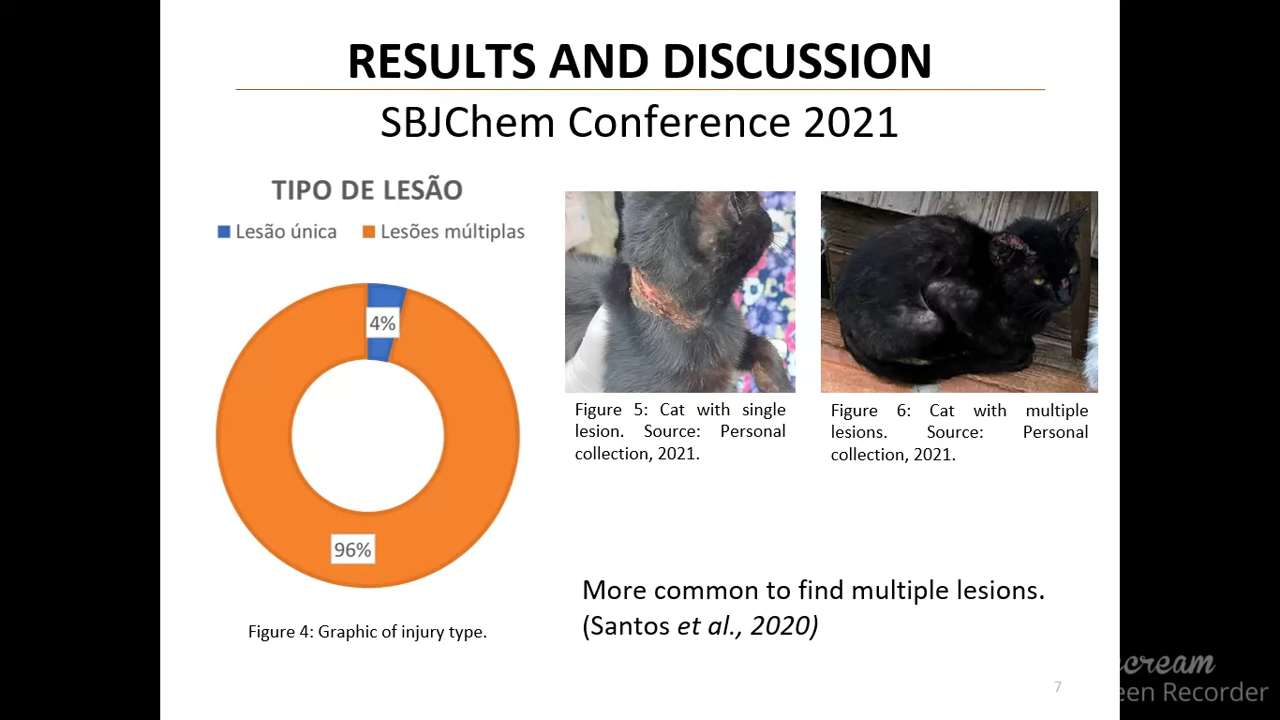 RESULTS AND DISCUSSION
SBJChem Conference 2021
TIPO DE LESÃO
Lesão única
Lesões múltiplas
4%
96%
Figure 4: Graphic of injury type.
Figure 5: Cat with single
lesion. Source: Personal
collection, 2021.
Figure 6: Cat with multiple
lesions. Source: Personal
collection, 2021.
More common to find multiple lesions.
(Santos et al., 2020)
7
cream
een Recorder